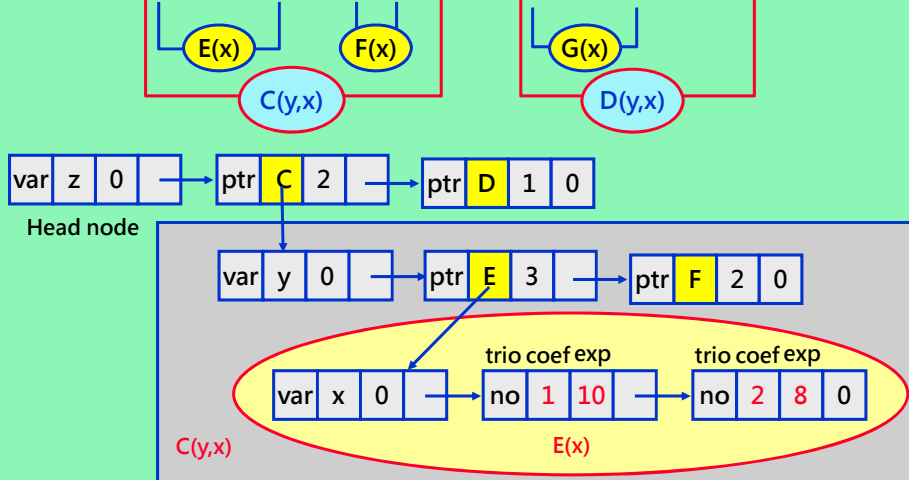 E(x) F(x) G(x)
C(y,x) D(y,x)
var z 0 ptr C 2 ptr D 1 0
Head node
var y 0 ptr E 3 ptr F 2 0
trio coef exp trio coef exp
var x 0 no 1 10 no 2 8 0
C(y,x) E(x)